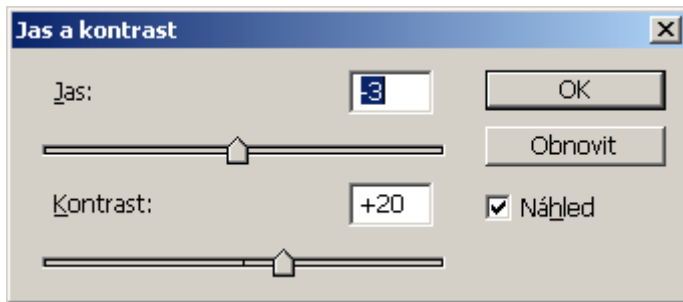 Jas a kontrast
Jas: -3
OK
Obnovit
Kontrast: +20
Náhled